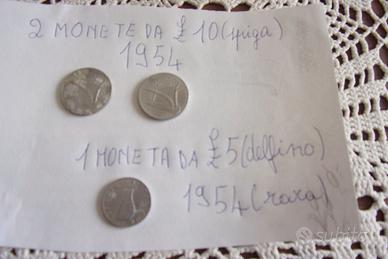 2 MONETE DA £ 10 (spiga)
1954
1 MONETA DA £ 5 (delfino)
1954 (rara)
subito